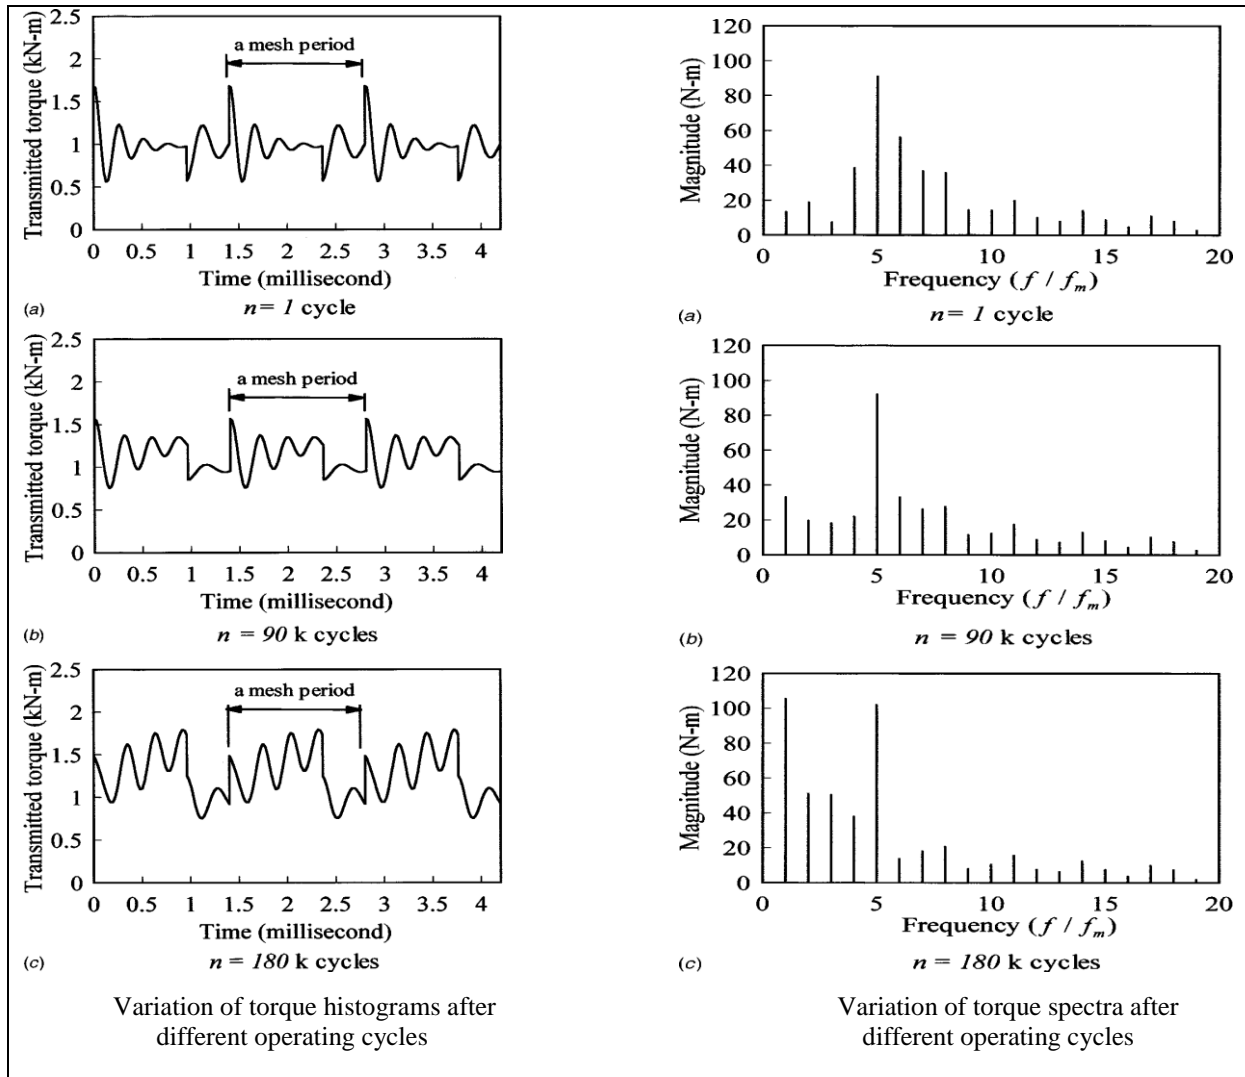 2.5
2
1.5
1
0.5
0
Transmitted torque (kN-m)
a mesh period
0 0.5 1 1.5 2 2.5 3 3.5 4
Time (millisecond)
(a) n= 1 cycle
2.5
2
1.5
1
0.5
0
Transmitted torque (kN-m)
a mesh period
0 0.5 1 1.5 2 2.5 3 3.5 4
Time (millisecond)
(b) n = 90 k cycles
2.5
2
1.5
1
0.5
0
Transmitted torque (kN-m)
a mesh period
0 0.5 1 1.5 2 2.5 3 3.5 4
Time (millisecond)
(c) n = 180 k cycles
Variation of torque histograms after
different operating cycles
120
100
80
60
40
20
0
Magnitude (N-m)
0 5 10 15 20
Frequency ( f / fm )
(a) n= 1 cycle
120
100
80
60
40
20
0
Magnitude (N-m)
0 5 10 15 20
Frequency ( f / fm )
(b) n = 90 k cycles
120
100
80
60
40
20
0
Magnitude (N-m)
0 5 10 15 20
Frequency ( f / fm )
(c) n = 180 k cycles
Variation of torque spectra after
different operating cycles